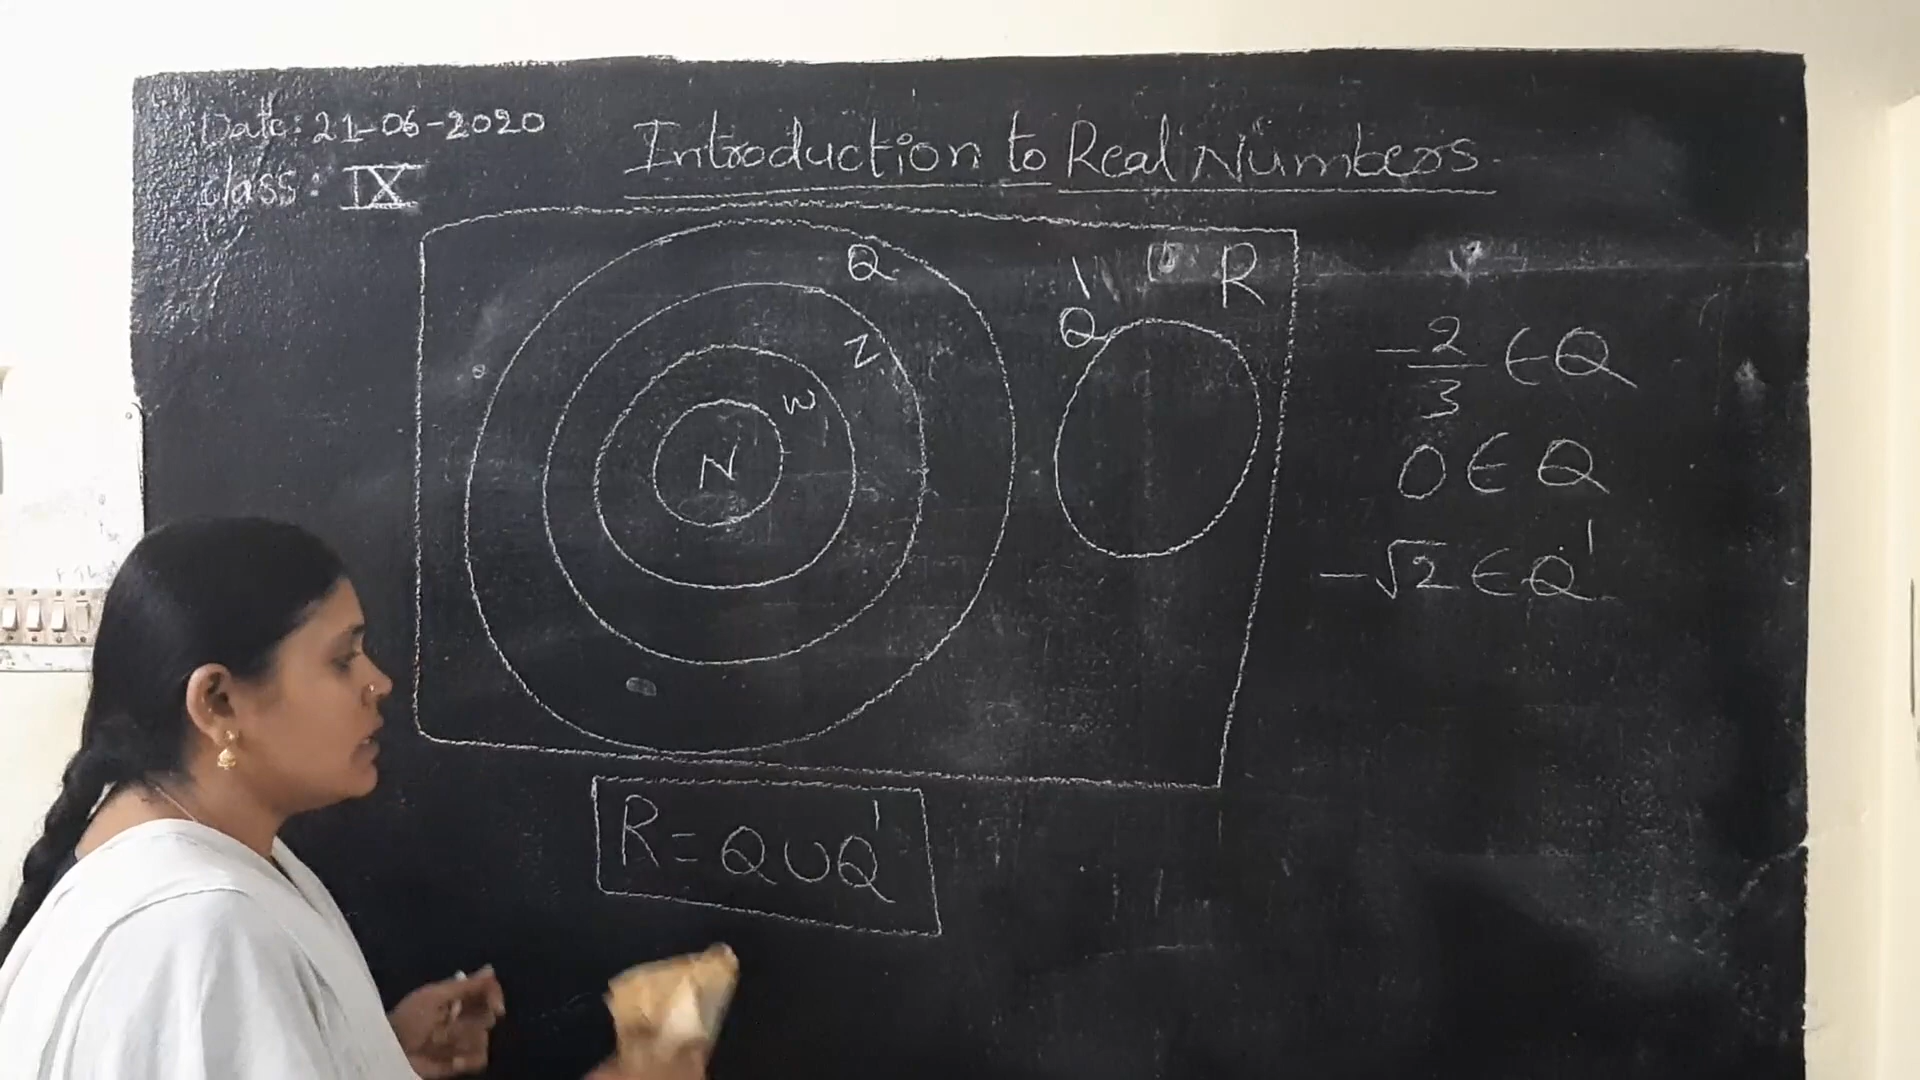 Date: 21-06-2020
Class: IX
Introduction to Real Numbers
Q
Z
W
N
Q'
R
-2/3 ∈ Q
0 ∈ Q
-√2 ∈ Q'
R = Q ∪ Q'